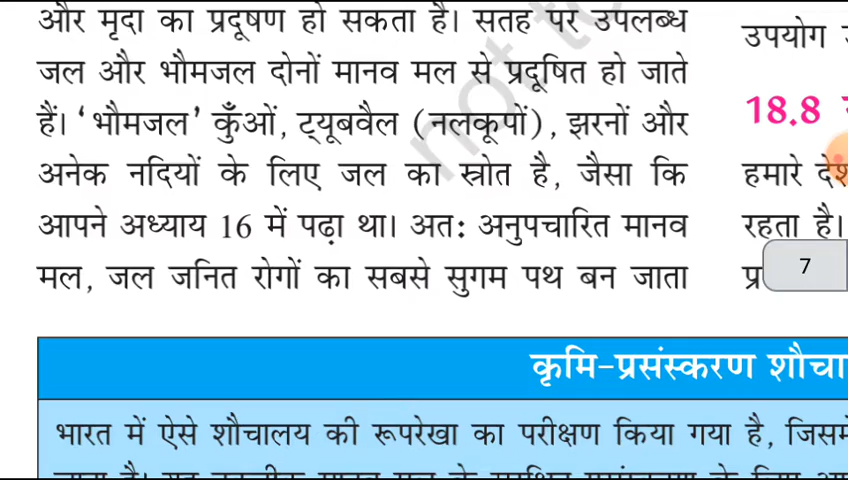 और मृदा का प्रदूषण हो सकता है। सतह पर उपलब्ध
जल और भौमजल दोनों मानव मल से प्रदूषित हो जाते
हैं। ‘भौमजल’ कुँओं, ट्यूबवैल (नलकूपों), झरनों और
अनेक नदियों के लिए जल का स्रोत है, जैसा कि
आपने अध्याय 16 में पढ़ा था। अत: अनुपचारित मानव
मल, जल जनित रोगों का सबसे सुगम पथ बन जाता
उपयोग
18.8
हमारे देश
रहता है।
प्र
7
कृमि-प्रसंस्करण शौचा
भारत में ऐसे शौचालय की रूपरेखा का परीक्षण किया गया है, जिसमें
not to